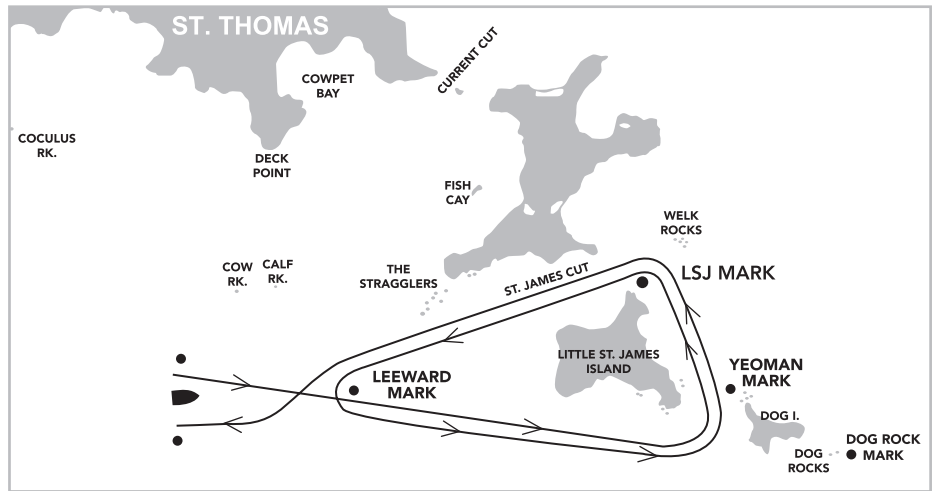 ST. THOMAS
CURRENT CUT
COWPET
BAY
COCULUS
RK.
DECK
POINT
FISH
CAY
WELK
ROCKS
COW
RK.
CALF
RK.
THE
STRAGGLERS
ST. JAMES CUT
LSJ MARK
LITTLE ST. JAMES
ISLAND
YEOMAN
MARK
LEEWARD
MARK
DOG I.
DOG
ROCKS
DOG ROCK
MARK